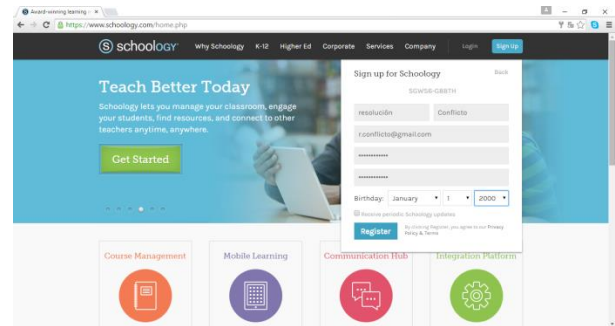 Award-winning learning
https://www.schoology.com/home.php
schoology Why Schoology K-12 Higher Ed Corporate Services Company Login Sign Up
Teach Better Today
Schoology lets you manage your classroom, engage
your students, find resources, and connect to other
teachers anytime, anywhere.
Get Started
Sign up for Schoology Back
resolución Conflicto
r.conflicto@gmail.com
Birthday: January 1 2000
Receive periodic Schoology updates
Register
By clicking Register, you agree to our Privacy
Policy & Terms
Course Management Mobile Learning Communication Hub Integration Platform